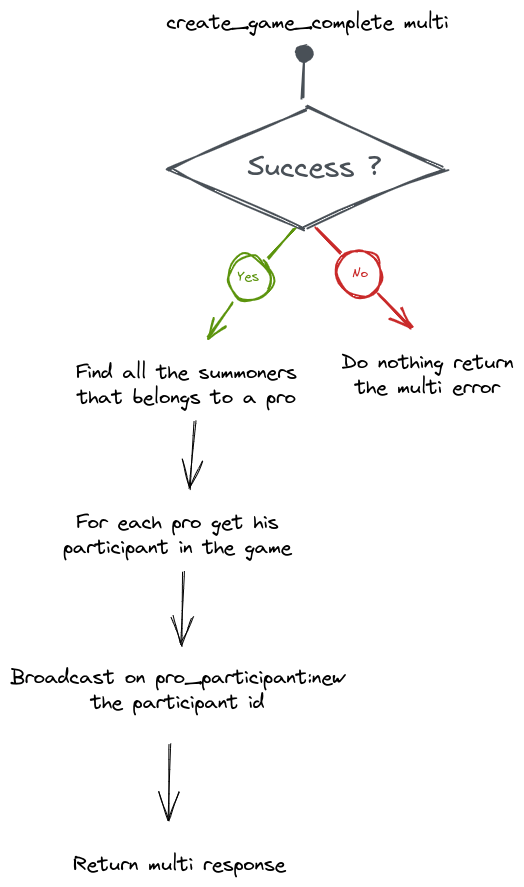 create_game_complete multi
Success ?
Yes
No
Find all the summoners
that belongs to a pro
Do nothing return
the multi error
For each pro get his
participant in the game
Broadcast on pro_participant:new
the participant id
Return multi response